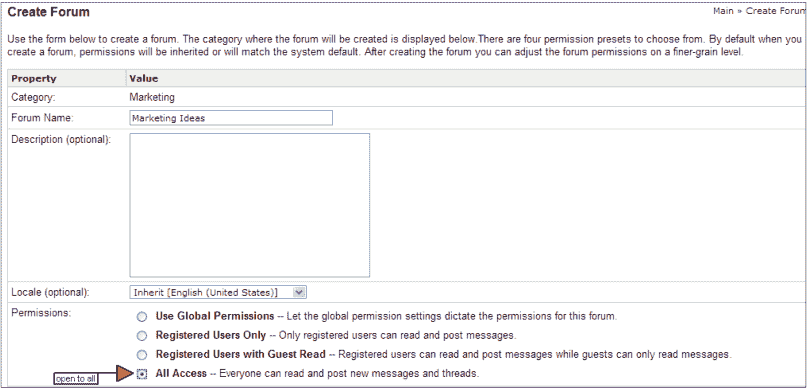 Create Forum
Main » Create Forum
Use the form below to create a forum. The category where the forum will be created is displayed below.There are four permission presets to choose from. By default when you
create a forum, permissions will be inherited or will match the system default. After creating the forum you can adjust the forum permissions on a finer-grain level.
Property Value
Category: Marketing
Forum Name: Marketing Ideas
Description (optional):
Locale (optional): Inherit [English (United States)]
Permissions: Use Global Permissions -- Let the global permission settings dictate the permissions for this forum.
Registered Users Only -- Only registered users can read and post messages.
Registered Users with Guest Read -- Registered users can read and post messages while guests can only read messages.
open to all All Access -- Everyone can read and post new messages and threads.